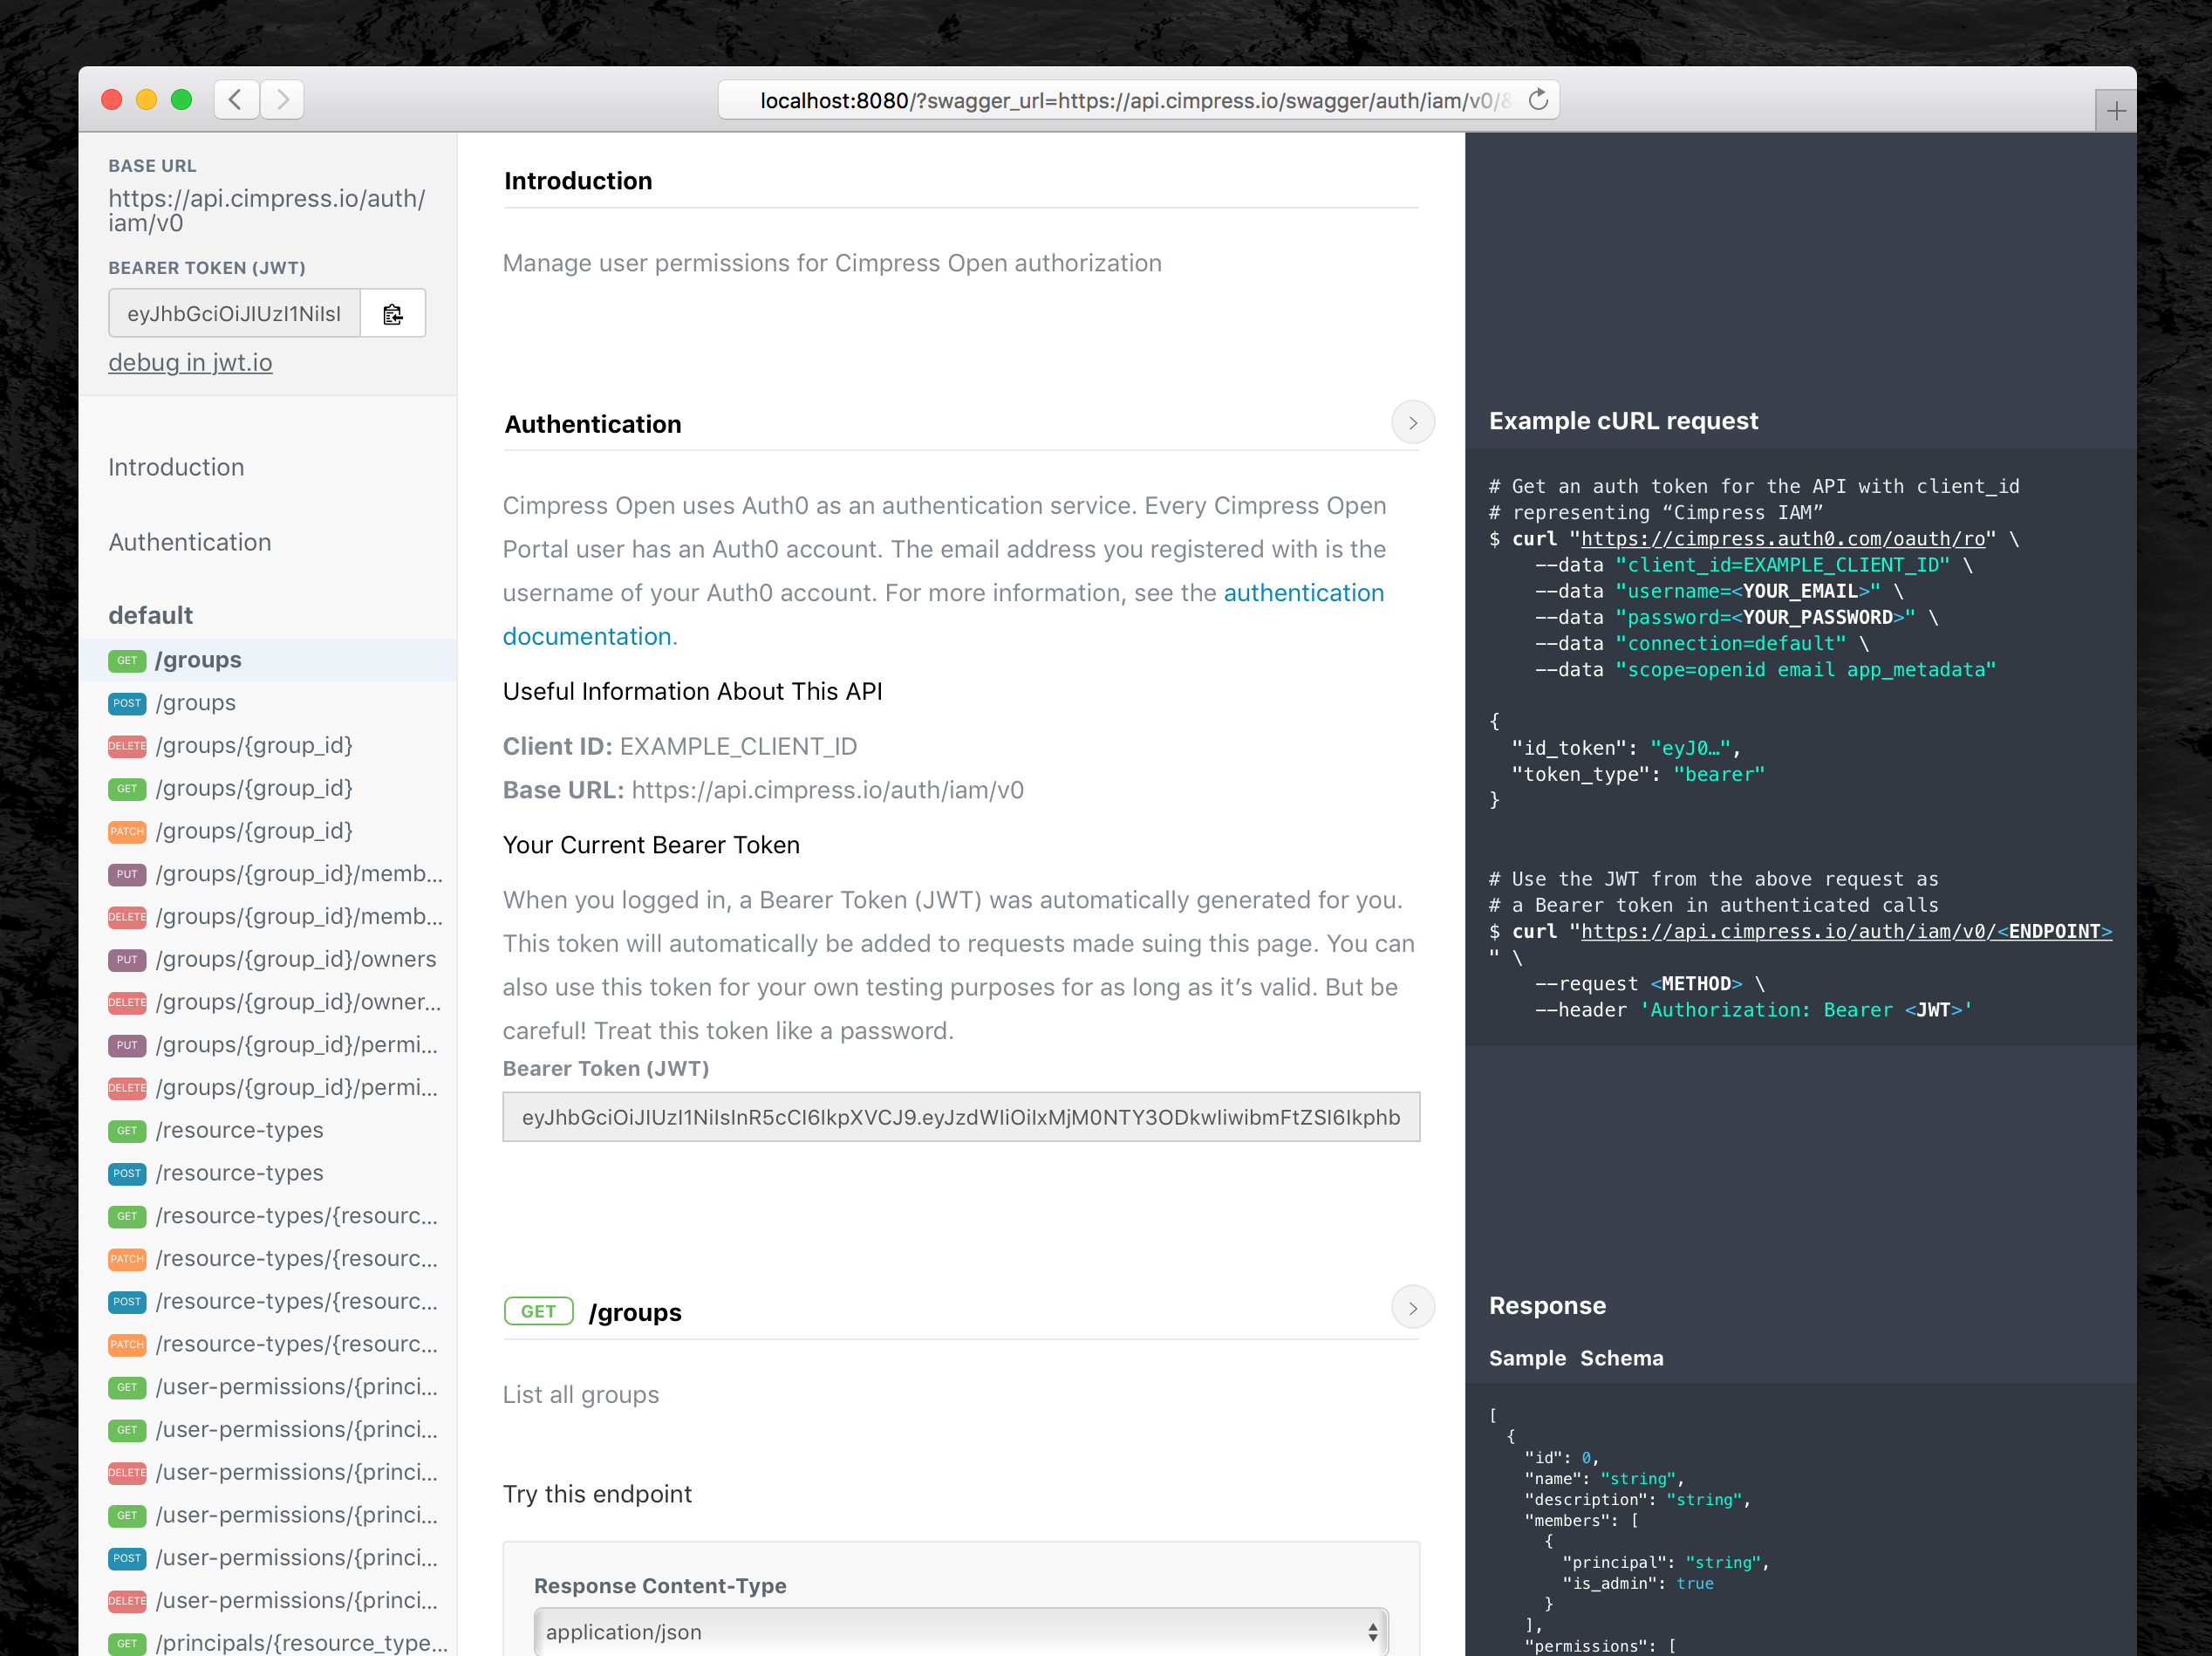 localhost:8080/?swagger_url=https://api.cimpress.io/swagger/auth/iam/v0/&
BASE URL
https://api.cimpress.io/auth/
iam/v0
BEARER TOKEN (JWT)
eyJhbGciOiJIUzI1NiIsI
debug in jwt.io
Introduction
Authentication
default
GET /groups
POST /groups
DELETE /groups/{group_id}
GET /groups/{group_id}
PATCH /groups/{group_id}
PUT /groups/{group_id}/memb...
DELETE /groups/{group_id}/memb...
PUT /groups/{group_id}/owners
DELETE /groups/{group_id}/owner...
PUT /groups/{group_id}/permi...
DELETE /groups/{group_id}/permi...
GET /resource-types
POST /resource-types
GET /resource-types/{resourc...
PATCH /resource-types/{resourc...
POST /resource-types/{resourc...
PATCH /resource-types/{resourc...
GET /user-permissions/{princi...
GET /user-permissions/{princi...
DELETE /user-permissions/{princi...
GET /user-permissions/{princi...
POST /user-permissions/{princi...
DELETE /user-permissions/{princi...
GET /principals/{resource_type...
Introduction
Manage user permissions for Cimpress Open authorization
Authentication
Cimpress Open uses Auth0 as an authentication service. Every Cimpress Open
Portal user has an Auth0 account. The email address you registered with is the
username of your Auth0 account. For more information, see the authentication
documentation.
Useful Information About This API
Client ID: EXAMPLE_CLIENT_ID
Base URL: https://api.cimpress.io/auth/iam/v0
Your Current Bearer Token
When you logged in, a Bearer Token (JWT) was automatically generated for you.
This token will automatically be added to requests made suing this page. You can
also use this token for your own testing purposes for as long as it’s valid. But be
careful! Treat this token like a password.
Bearer Token (JWT)
eyJhbGciOiJIUzI1NiIsInR5cCI6IkpXVCJ9.eyJzdWIiOiIxMjM0NTY3ODkwIiwibmFtZSI6Ikphb
GET /groups
List all groups
Try this endpoint
Response Content-Type
application/json
Example cURL request
# Get an auth token for the API with client_id
# representing “Cimpress IAM”
$ curl "https://cimpress.auth0.com/oauth/ro" \
--data "client_id=EXAMPLE_CLIENT_ID" \
--data "username=<YOUR_EMAIL>" \
--data "password=<YOUR_PASSWORD>" \
--data "connection=default" \
--data "scope=openid email app_metadata"
{
"id_token": "eyJ0…",
"token_type": "bearer"
}
# Use the JWT from the above request as
# a Bearer token in authenticated calls
$ curl "https://api.cimpress.io/auth/iam/v0/<ENDPOINT>
" \
--request <METHOD> \
--header 'Authorization: Bearer <JWT>'
Response
Sample Schema
[
{
"id": 0,
"name": "string",
"description": "string",
"members": [
{
"principal": "string",
"is_admin": true
}
],
"permissions": [